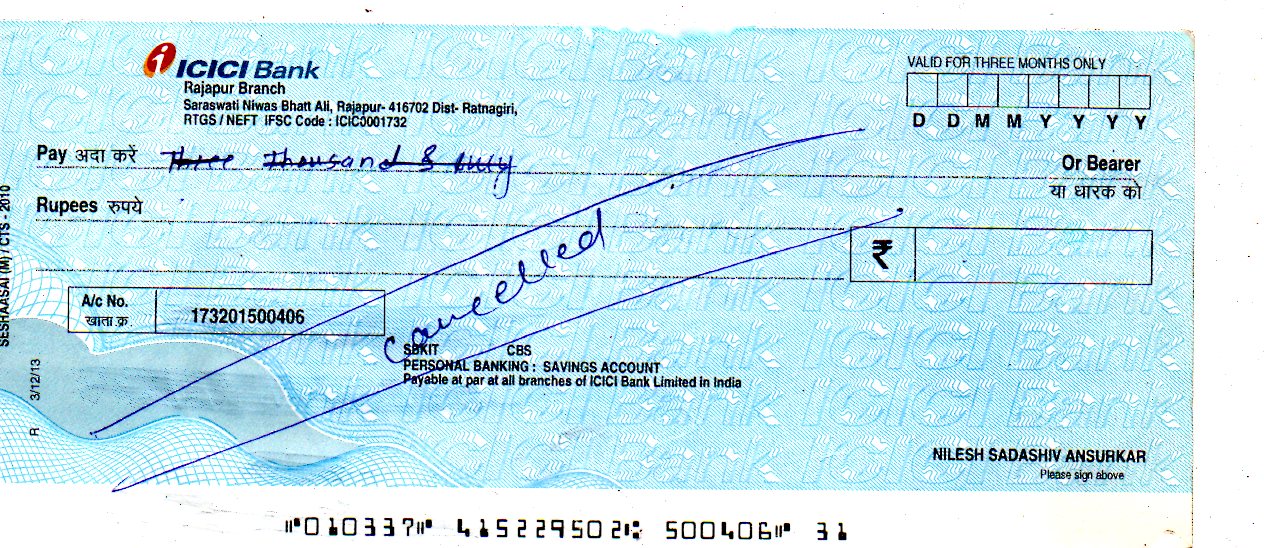 ICICI Bank
Rajapur Branch
Saraswati Niwas Bhatt Ali, Rajapur- 416702 Dist- Ratnagiri,
RTGS / NEFT IFSC Code : ICIC0001732
VALID FOR THREE MONTHS ONLY
D D M M Y Y Y Y
Pay अदा करें Three thousand & only Or Bearer
या धारक को
Rupees रुपये
₹
A/c No.
खाता क्र. 173201500406
Cancelled
SBKIT CBS
PERSONAL BANKING : SAVINGS ACCOUNT
Payable at par at all branches of ICICI Bank Limited in India
NILESH SADASHIV ANSURKAR
Please sign above
SESHAASAI (M) / CTS - 2010
R 3/12/13
⑈010337⑈ 415229502⑆ 500406⑈ 31